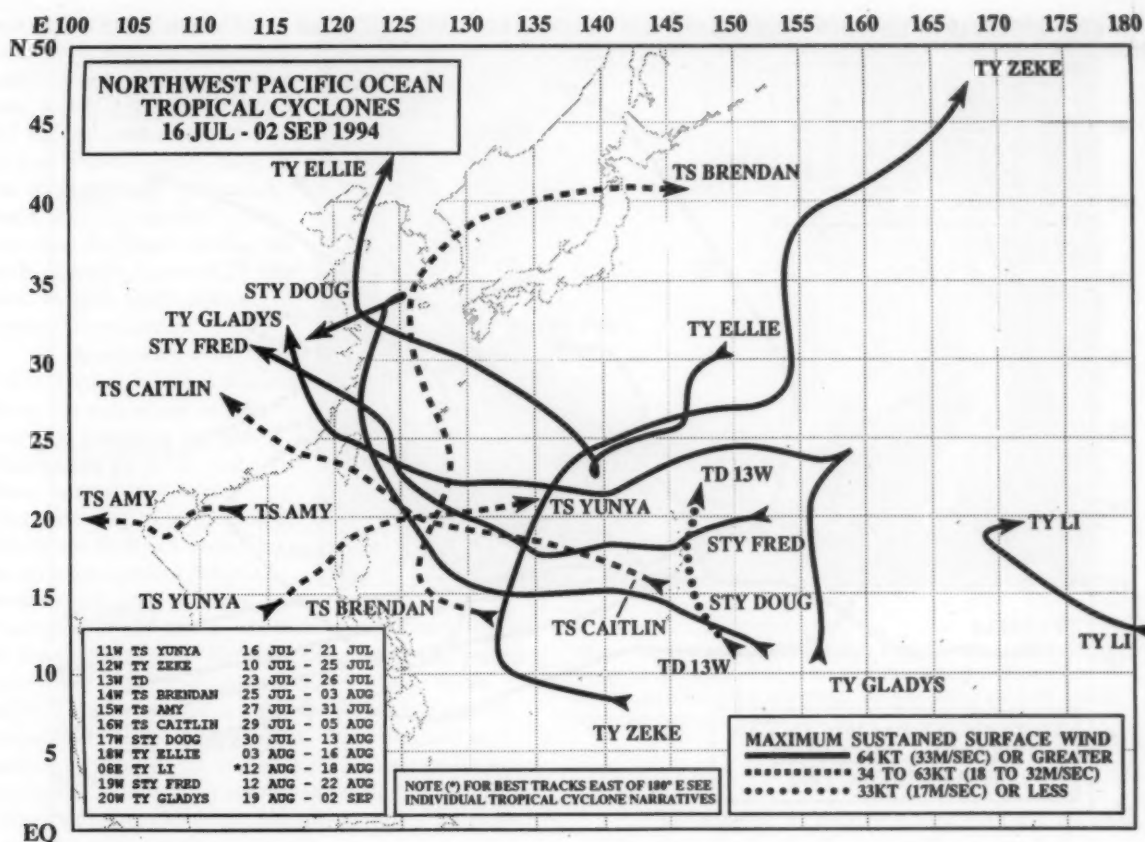 E 100 105 110 115 120 125 130 135 140 145 150 155 160 165 170 175 180
N 50
45
40
35
30
25
20
15
10
5
EQ
NORTHWEST PACIFIC OCEAN
TROPICAL CYCLONES
16 JUL - 02 SEP 1994
TY ZEKE
TY ELLIE
TS BRENDAN
STY DOUG
TY GLADYS
STY FRED
TY ELLIE
TS CAITLIN
TD 13W
TS AMY
TS AMY
TS YUNYA
STY FRED
TY LI
TS YUNYA
TS BRENDAN
STY DOUG
TS CAITLIN
TD 13W
TY LI
TY GLADYS
TY ZEKE
11W TS YUNYA 16 JUL - 21 JUL
12W TY ZEKE 10 JUL - 25 JUL
13W TD 23 JUL - 26 JUL
14W TS BRENDAN 25 JUL - 03 AUG
15W TS AMY 27 JUL - 31 JUL
16W TS CAITLIN 29 JUL - 05 AUG
17W STY DOUG 30 JUL - 13 AUG
18W TY ELLIE 03 AUG - 16 AUG
08E TY LI *12 AUG - 18 AUG
19W STY FRED 12 AUG - 22 AUG
20W TY GLADYS 19 AUG - 02 SEP
NOTE (*) FOR BEST TRACKS EAST OF 180° E SEE
INDIVIDUAL TROPICAL CYCLONE NARRATIVES
MAXIMUM SUSTAINED SURFACE WIND
64 KT (33M/SEC) OR GREATER
34 TO 63KT (18 TO 32M/SEC)
33KT (17M/SEC) OR LESS